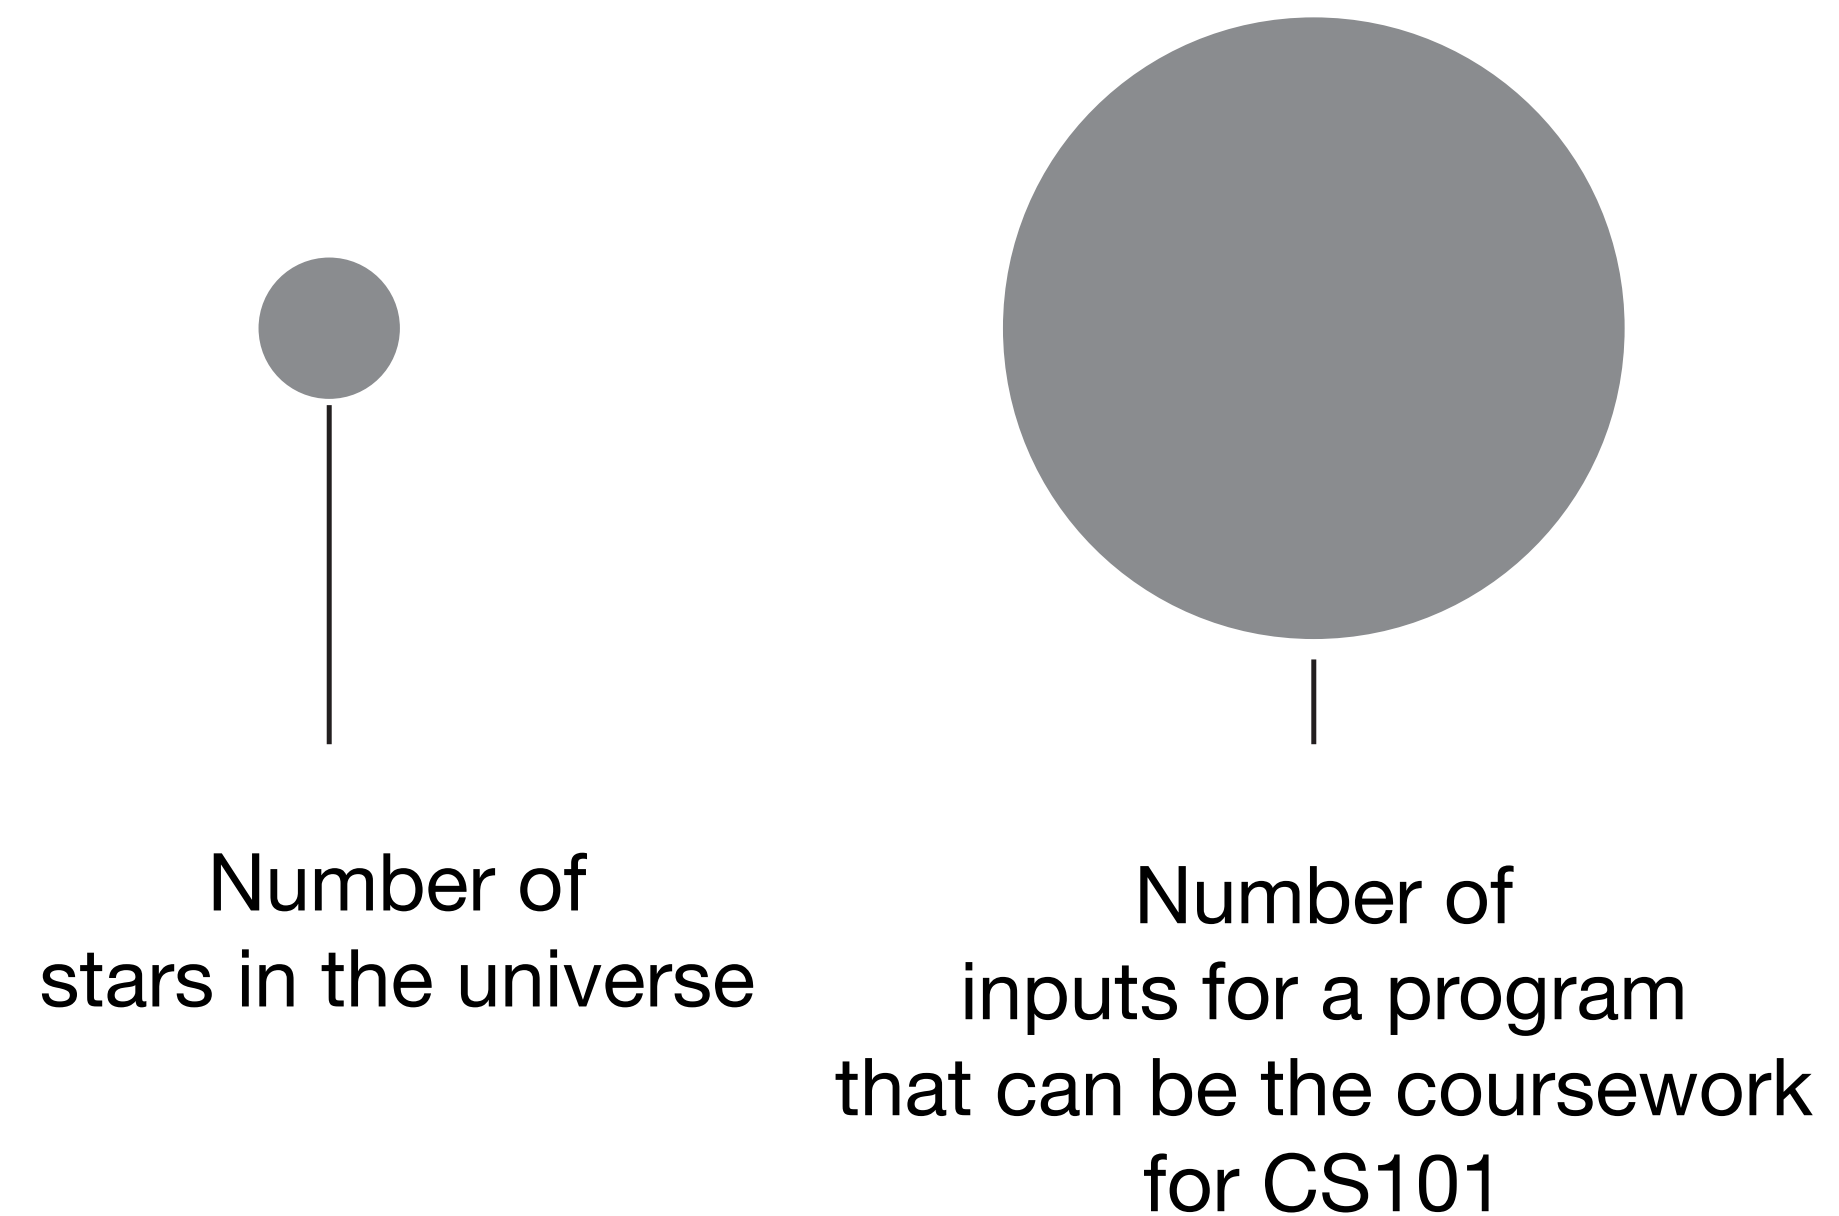 Number of
stars in the universe
Number of
inputs for a program
that can be the coursework
for CS101